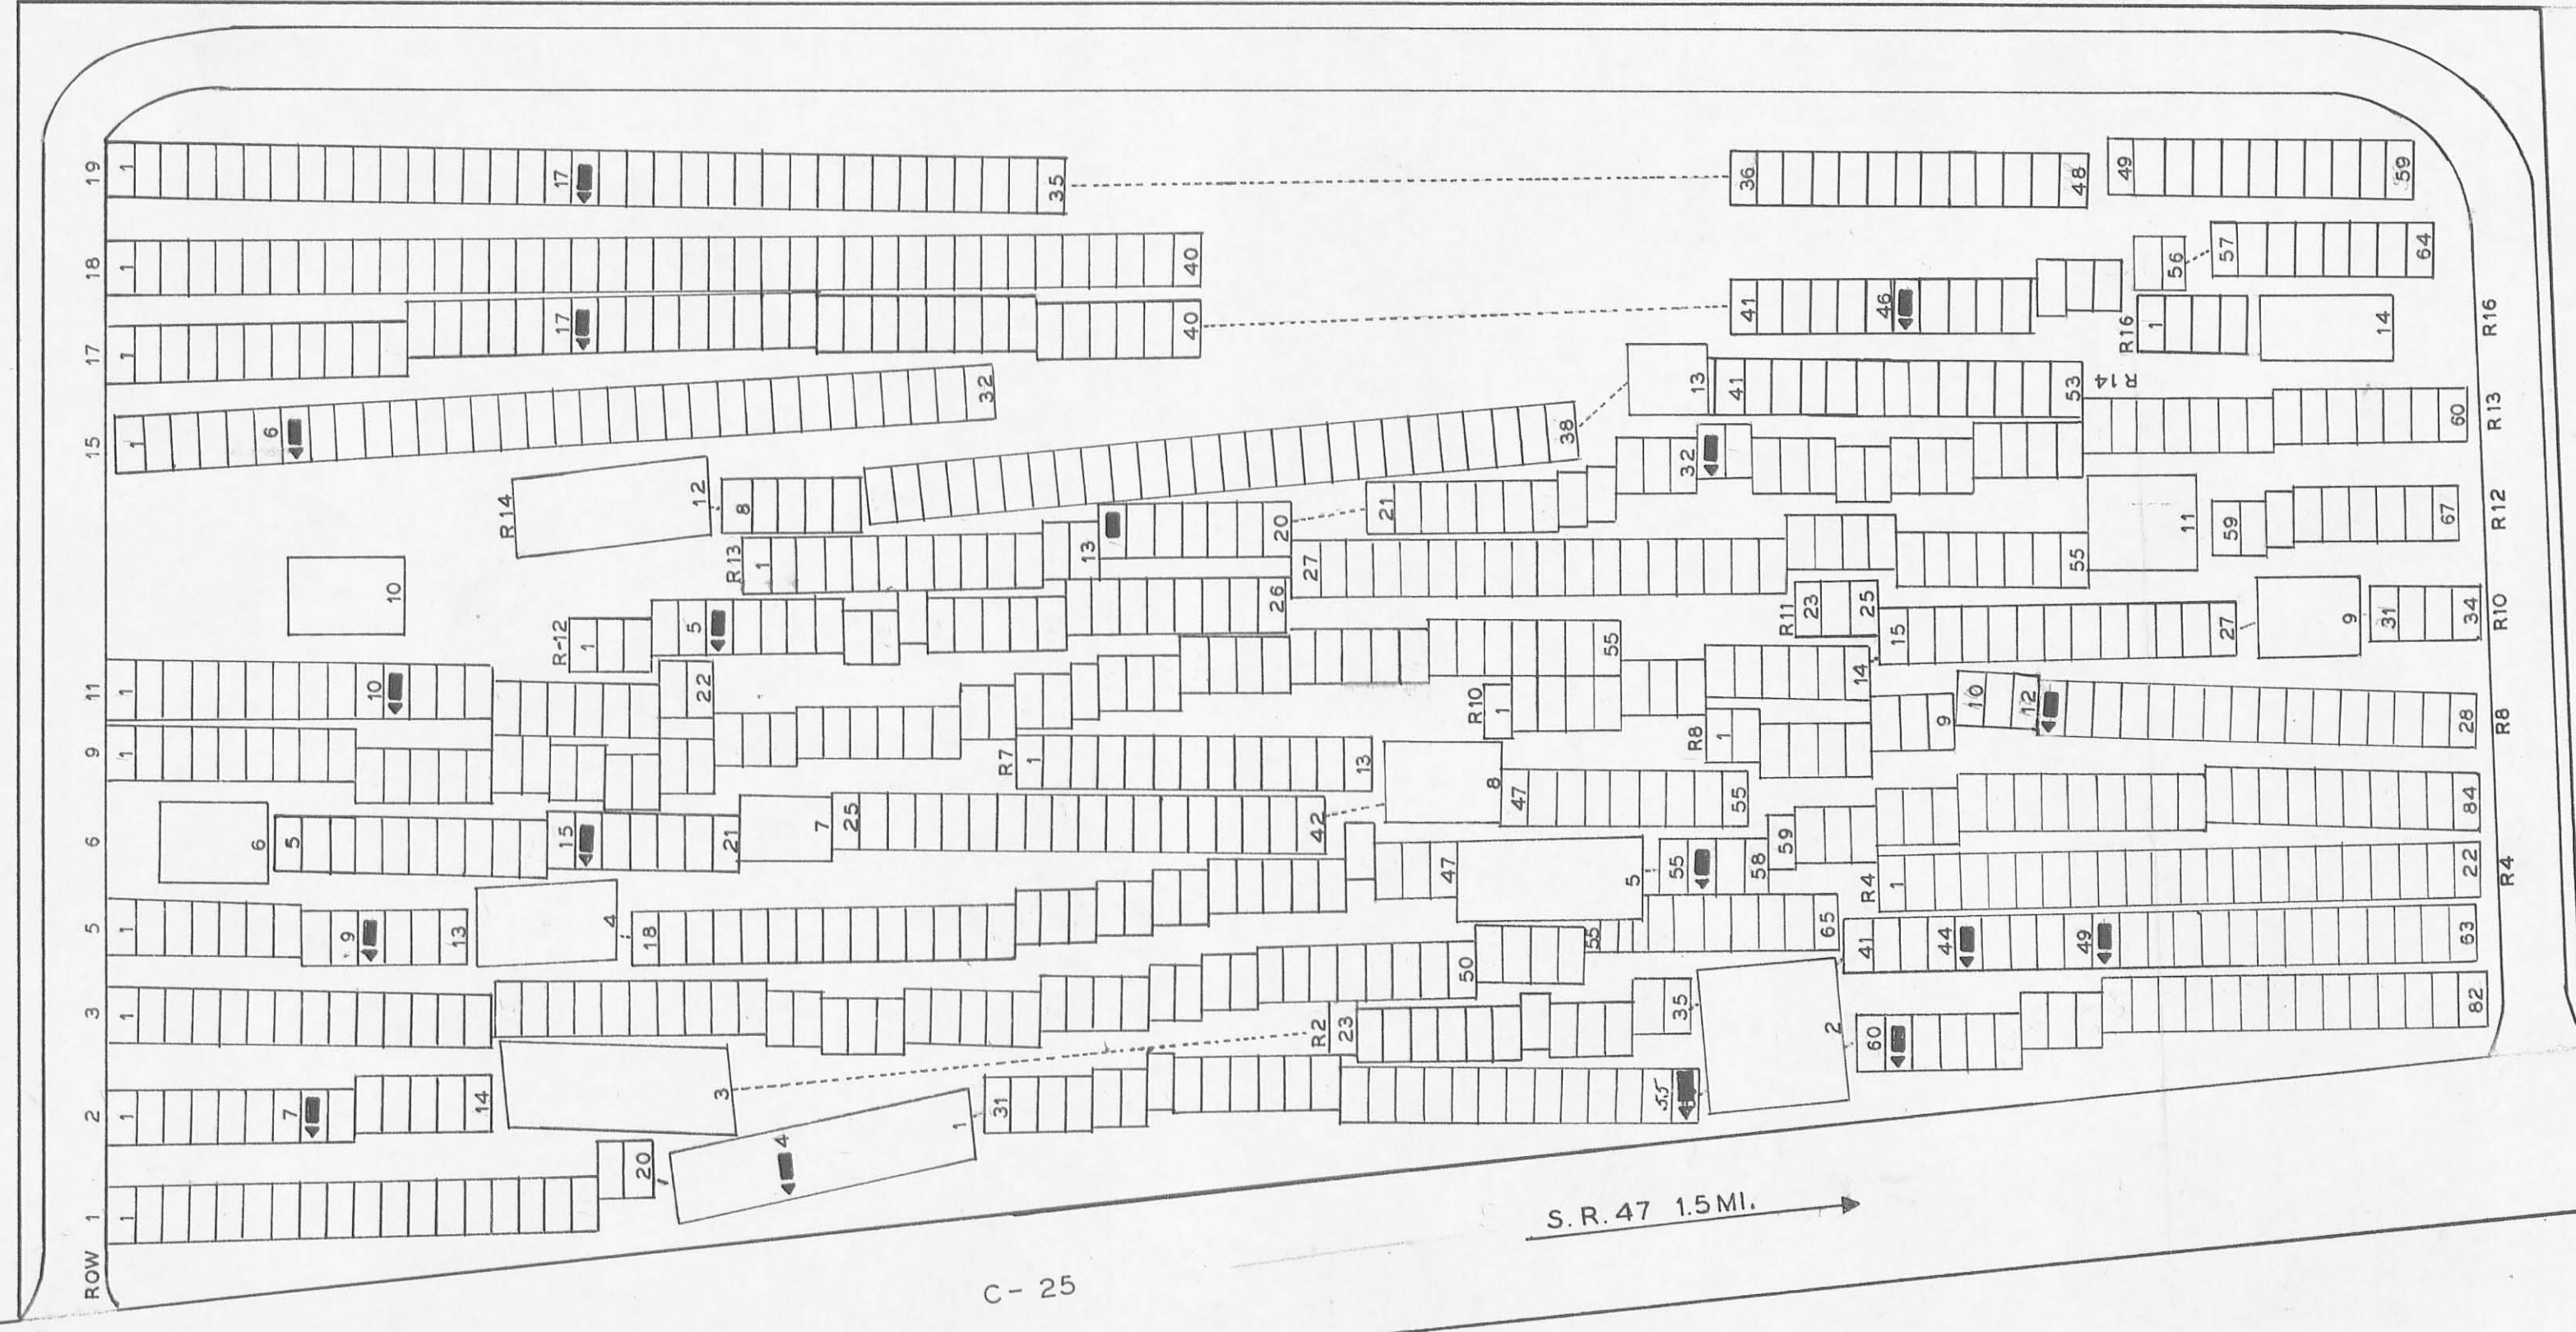 19 1 17 35 36 48 49 59
18 1 40 56 57 64
17 1 17 40 41 46 R16 1 14 R16
15 1 6 32 13 41 53 R14
R14 12 8 38 32 60 R13
R13 1 13 20 21 11 59 67 R12
10 27 55
R-12 1 5 26 R11 23 25
55 15 27 9 31 34 R10
11 1 10 22 R10 1 14
9 1 R8 1 9 10 12 28 R8
R7 1 13 8 47 55
6 6 5 15 21 7 25 42 59 84
47 5 55 58 R4 1 22 R4
5 1 9 13 4 18 55 65 41 44 49 63
3 1 50
R2 23 35 2 60 82
2 1 7 14 3 31 55
20 4 1
ROW 1 1
S.R.47 1.5 MI.
C-25